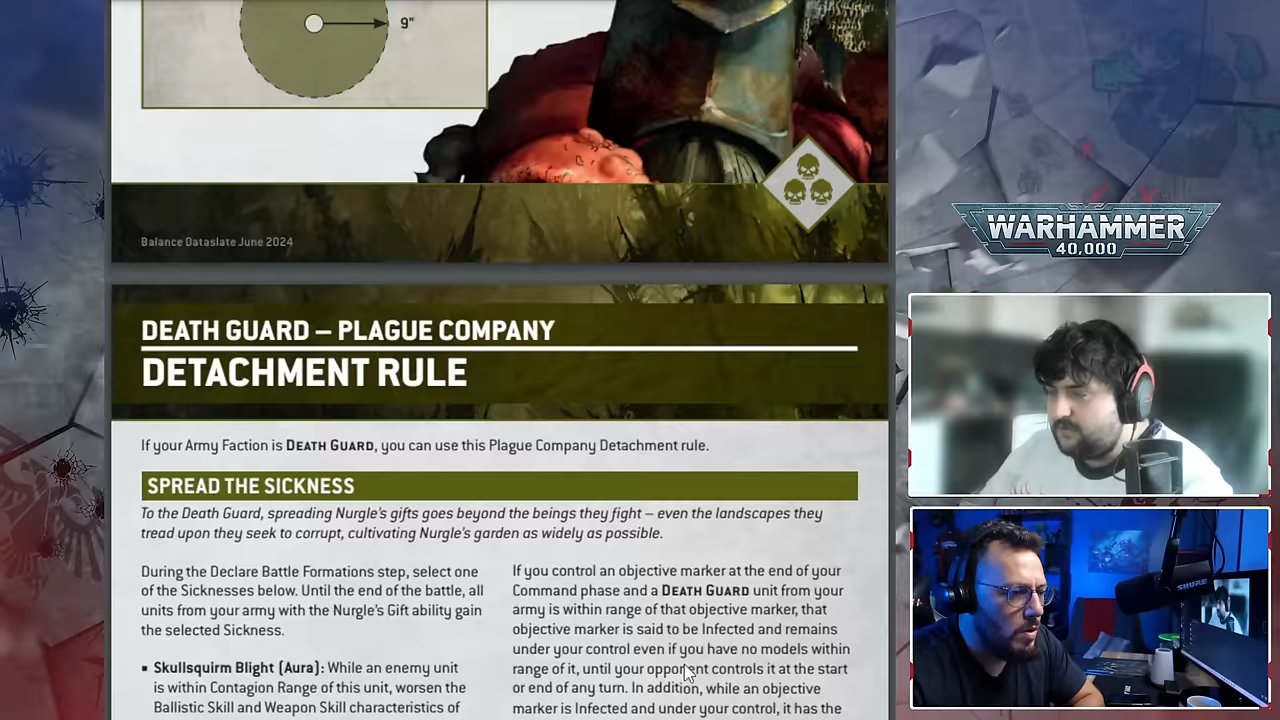 9"
Balance Dataslate June 2024
DEATH GUARD – PLAGUE COMPANY
DETACHMENT RULE
If your Army Faction is DEATH GUARD, you can use this Plague Company Detachment rule.
SPREAD THE SICKNESS
To the Death Guard, spreading Nurgle's gifts goes beyond the beings they fight – even the landscapes they
tread upon they seek to corrupt, cultivating Nurgle's garden as widely as possible.
During the Declare Battle Formations step, select one
of the Sicknesses below. Until the end of the battle, all
units from your army with the Nurgle's Gift ability gain
the selected Sickness.
▪ Skullsquirm Blight (Aura): While an enemy unit
is within Contagion Range of this unit, worsen the
Ballistic Skill and Weapon Skill characteristics of
If you control an objective marker at the end of your
Command phase and a DEATH GUARD unit from your
army is within range of that objective marker, that
objective marker is said to be Infected and remains
under your control even if you have no models within
range of it, until your opponent controls it at the start
or end of any turn. In addition, while an objective
marker is Infected and under your control, it has the
WARHAMMER
40,000
SHURE